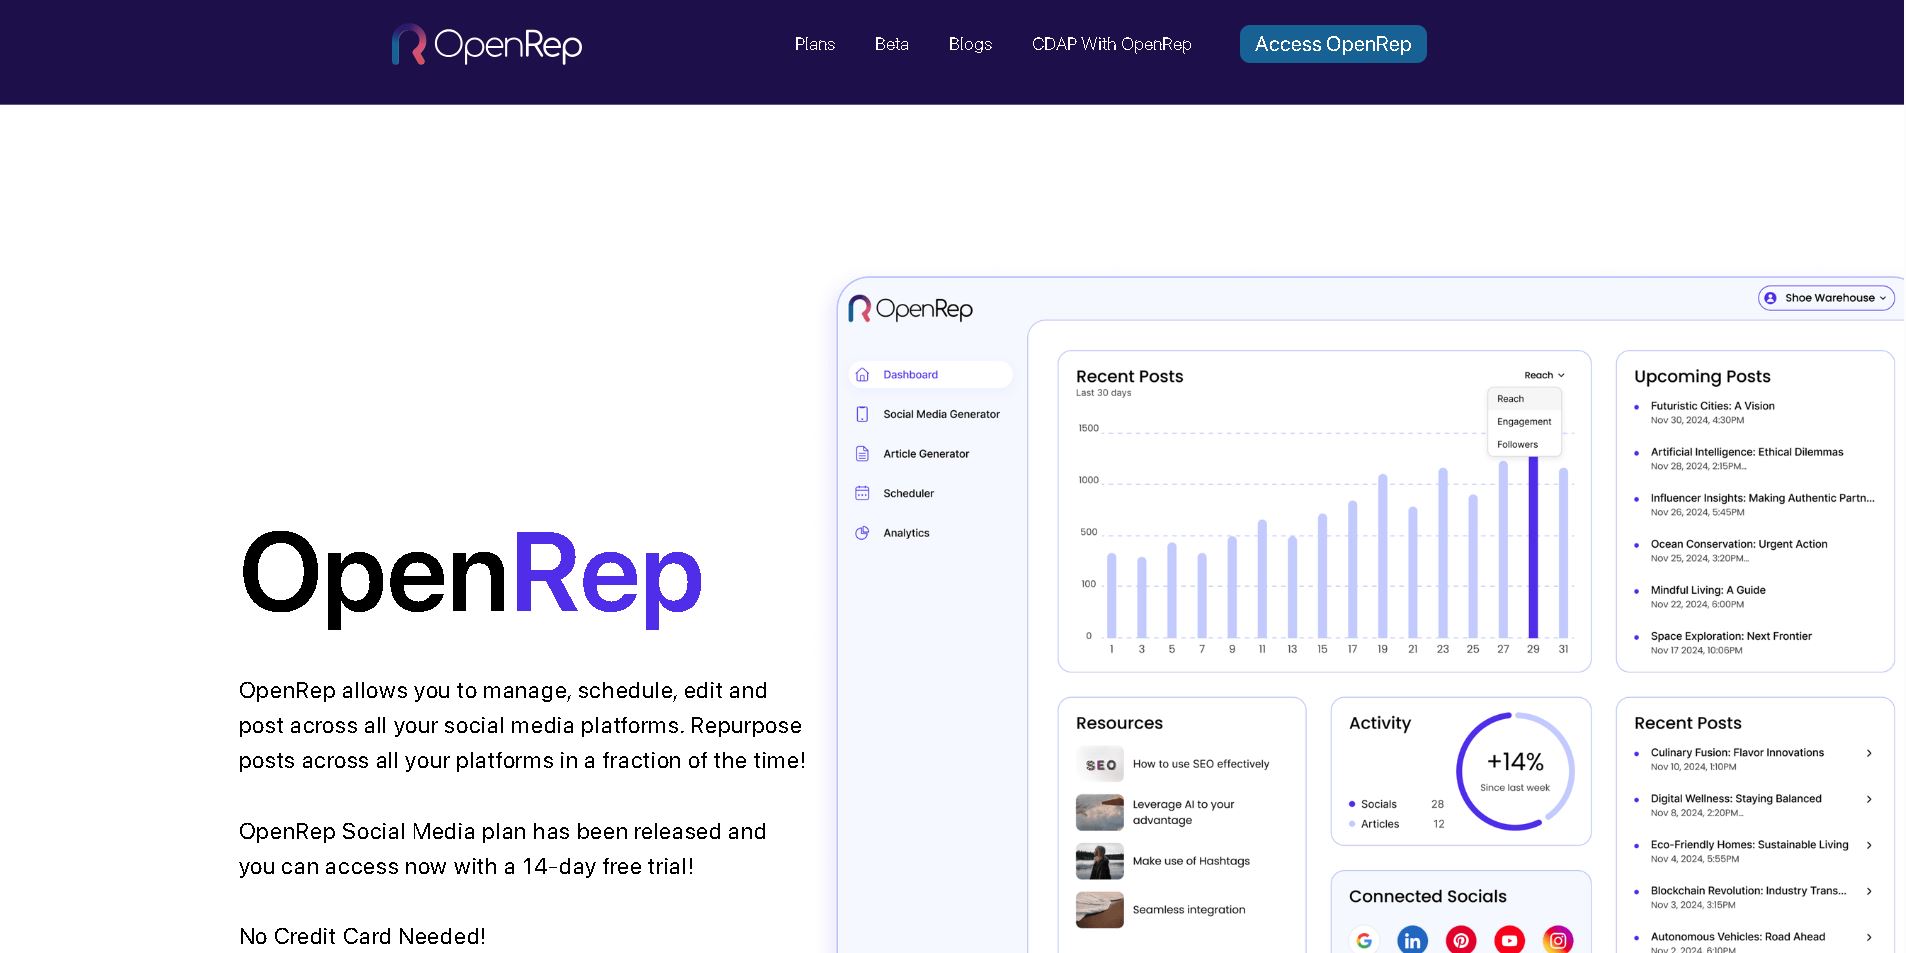 OpenRep
Plans
Beta
Blogs
CDAP With OpenRep
Access OpenRep
OpenRep
OpenRep allows you to manage, schedule, edit and
post across all your social media platforms. Repurpose
posts across all your platforms in a fraction of the time!
OpenRep Social Media plan has been released and
you can access now with a 14-day free trial!
No Credit Card Needed!
OpenRep
Shoe Warehouse
Dashboard
Social Media Generator
Article Generator
Scheduler
Analytics
Recent Posts
Last 30 days
Reach
Reach
Engagement
Followers
1500
1000
500
100
0
1 3 5 7 9 11 13 15 17 19 21 23 25 27 29 31
Upcoming Posts
Futuristic Cities: A Vision
Nov 30, 2024, 4:30PM
Artificial Intelligence: Ethical Dilemmas
Nov 28, 2024, 2:15PM...
Influencer Insights: Making Authentic Partn...
Nov 26, 2024, 5:45PM
Ocean Conservation: Urgent Action
Nov 25, 2024, 3:20PM...
Mindful Living: A Guide
Nov 22, 2024, 6:00PM
Space Exploration: Next Frontier
Nov 17 2024, 10:06PM
Resources
SEO
How to use SEO effectively
Leverage AI to your
advantage
Make use of Hashtags
Seamless integration
Activity
+14%
Since last week
Socials 28
Articles 12
Connected Socials
Recent Posts
Culinary Fusion: Flavor Innovations
Nov 10, 2024, 1:10PM
Digital Wellness: Staying Balanced
Nov 8, 2024, 2:20PM...
Eco-Friendly Homes: Sustainable Living
Nov 4, 2024, 5:55PM
Blockchain Revolution: Industry Trans...
Nov 3, 2024, 3:15PM
Autonomous Vehicles: Road Ahead
Nov 2, 2024, 6:10PM